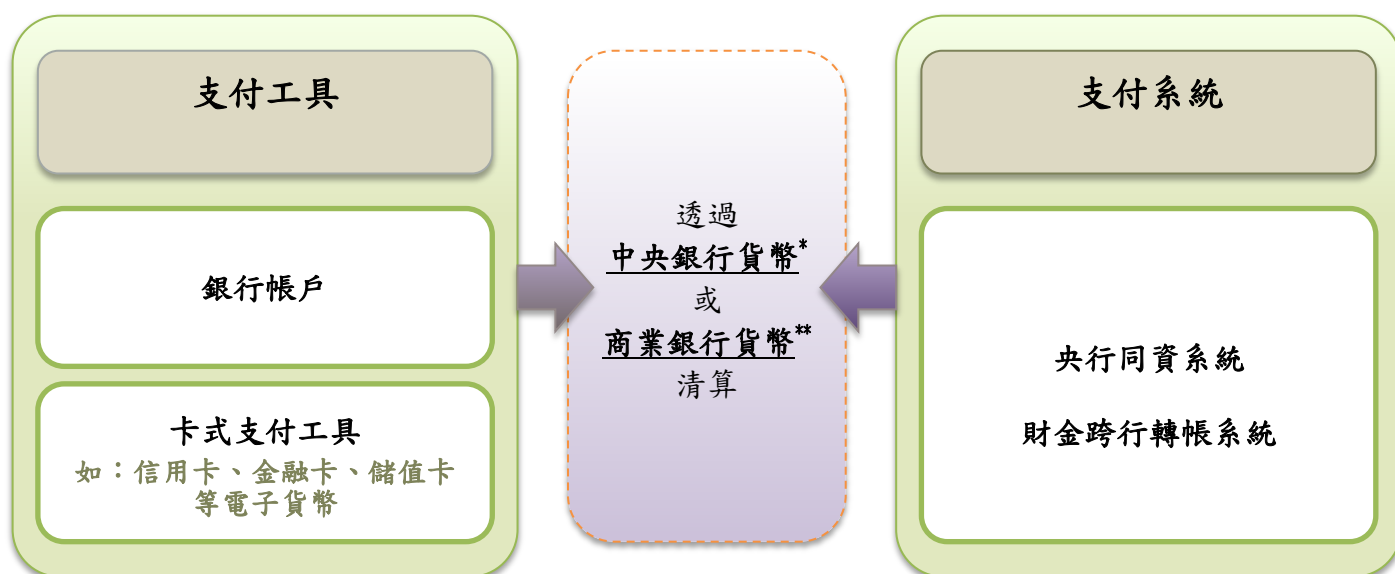 支付工具
銀行帳戶
卡式支付工具
如：信用卡、金融卡、儲值卡
等電子貨幣
透過
中央銀行貨幣*
或
商業銀行貨幣**
清算
支付系統
央行同資系統
財金跨行轉帳系統